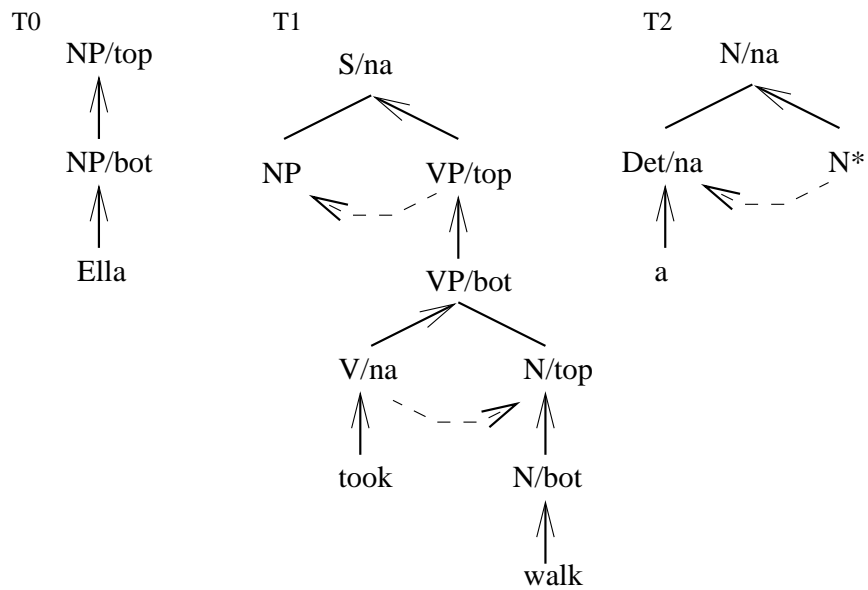 T0 T1 T2
NP/top S/na N/na
NP/bot NP VP/top Det/na N*
Ella VP/bot a
V/na N/top
took N/bot
walk